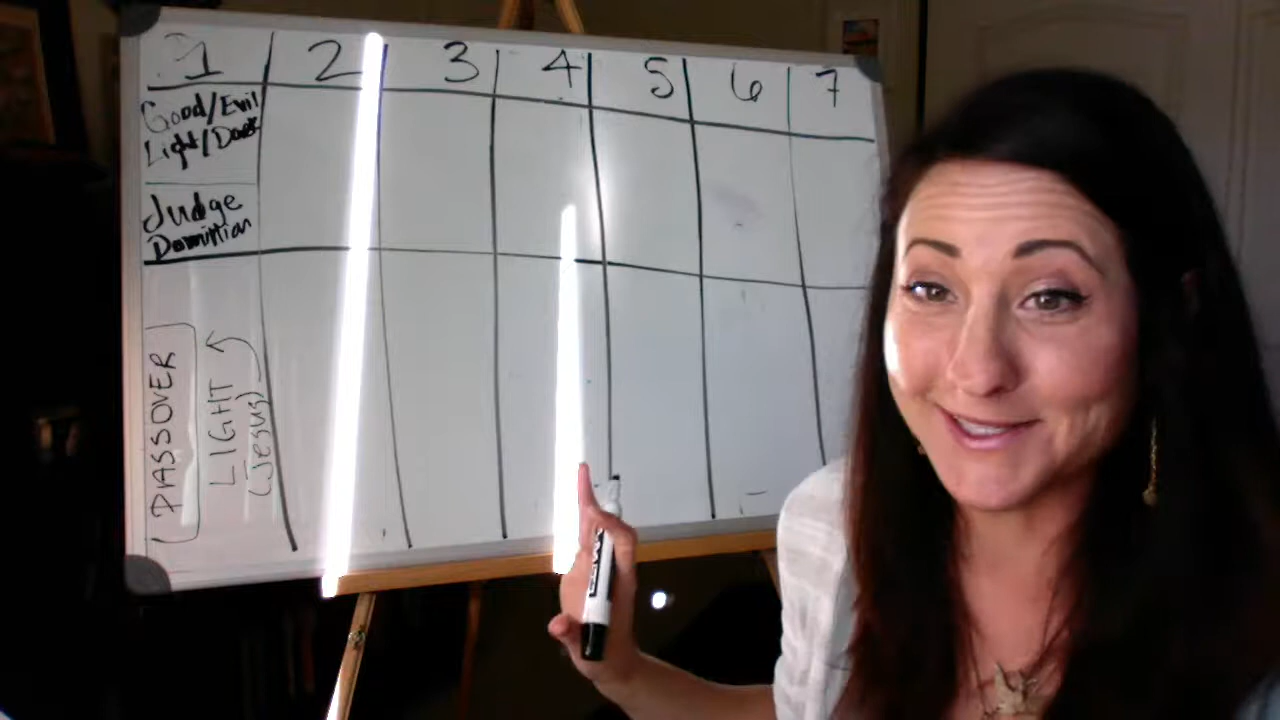 1 2 3 4 5 6 7
Good/Evil
Light/Dark
Judge
Dominion
PASSOVER
LIGHT
(Jesus)